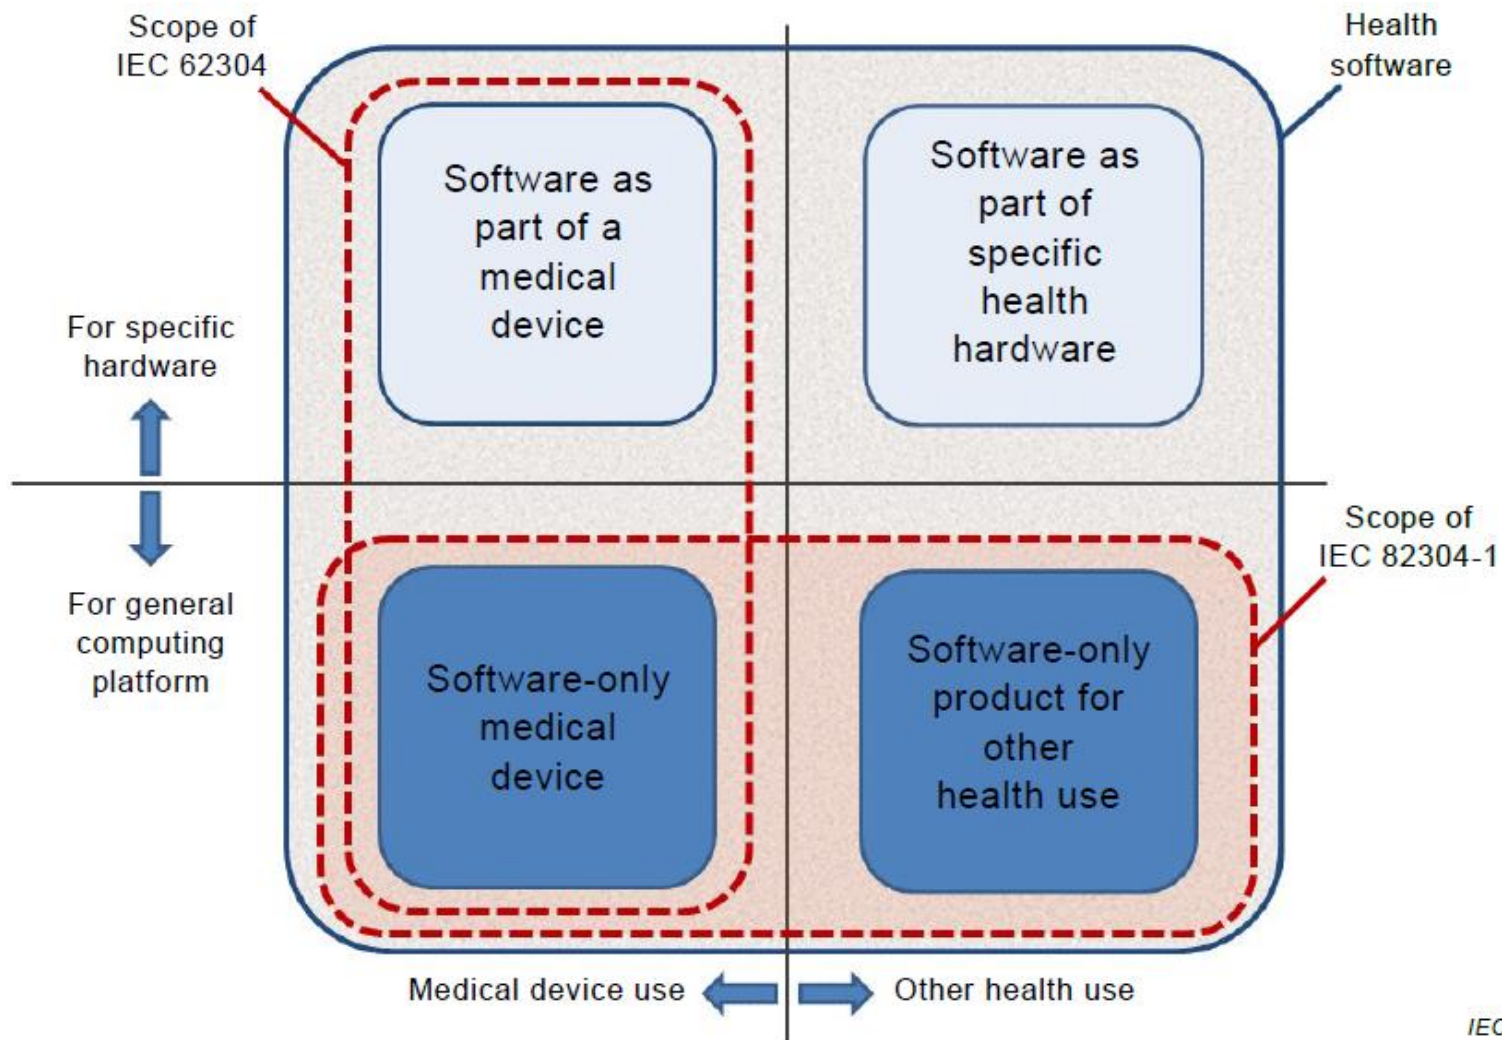 Scope of
IEC 62304
Health
software
Software as
part of a
medical
device
Software as
part of
specific
health
hardware
For specific
hardware
For general
computing
platform
Scope of
IEC 82304-1
Software-only
medical
device
Software-only
product for
other
health use
Medical device use
Other health use
IEC